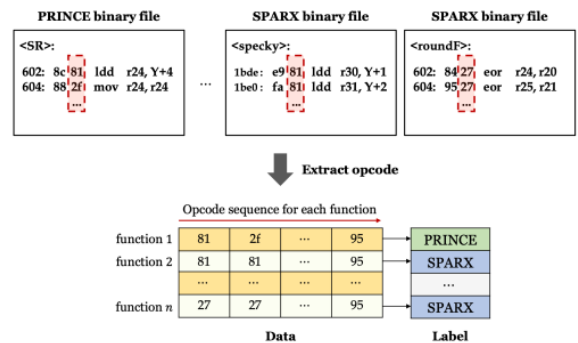 PRINCE binary file
SPARX binary file
SPARX binary file
<SR>:
602: 8c 81 ldd r24, Y+4
604: 88 2f mov r24, r24
...
...
<specky>:
1bde: e9 81 ldd r30, Y+1
1be0: fa 81 ldd r31, Y+2
...
<roundF>:
602: 84 27 eor r24, r20
604: 95 27 eor r25, r21
...
Extract opcode
Opcode sequence for each function
function 1 81 2f ... 95 PRINCE
function 2 81 81 ... 95 SPARX
... ... ... ... ...
function n 27 27 ... 95 SPARX
Data Label